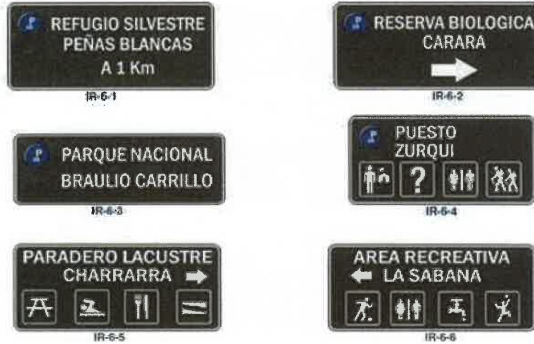 REFUGIO SILVESTRE
PEÑAS BLANCAS
A 1 Km
IR-6-1
RESERVA BIOLOGICA
CARARA
IR-6-2
PARQUE NACIONAL
BRAULIO CARRILLO
IR-6-3
PUESTO
ZURQUI
?
IR-6-4
PARADERO LACUSTRE
CHARRARRA
IR-6-5
AREA RECREATIVA
LA SABANA
IR-6-6